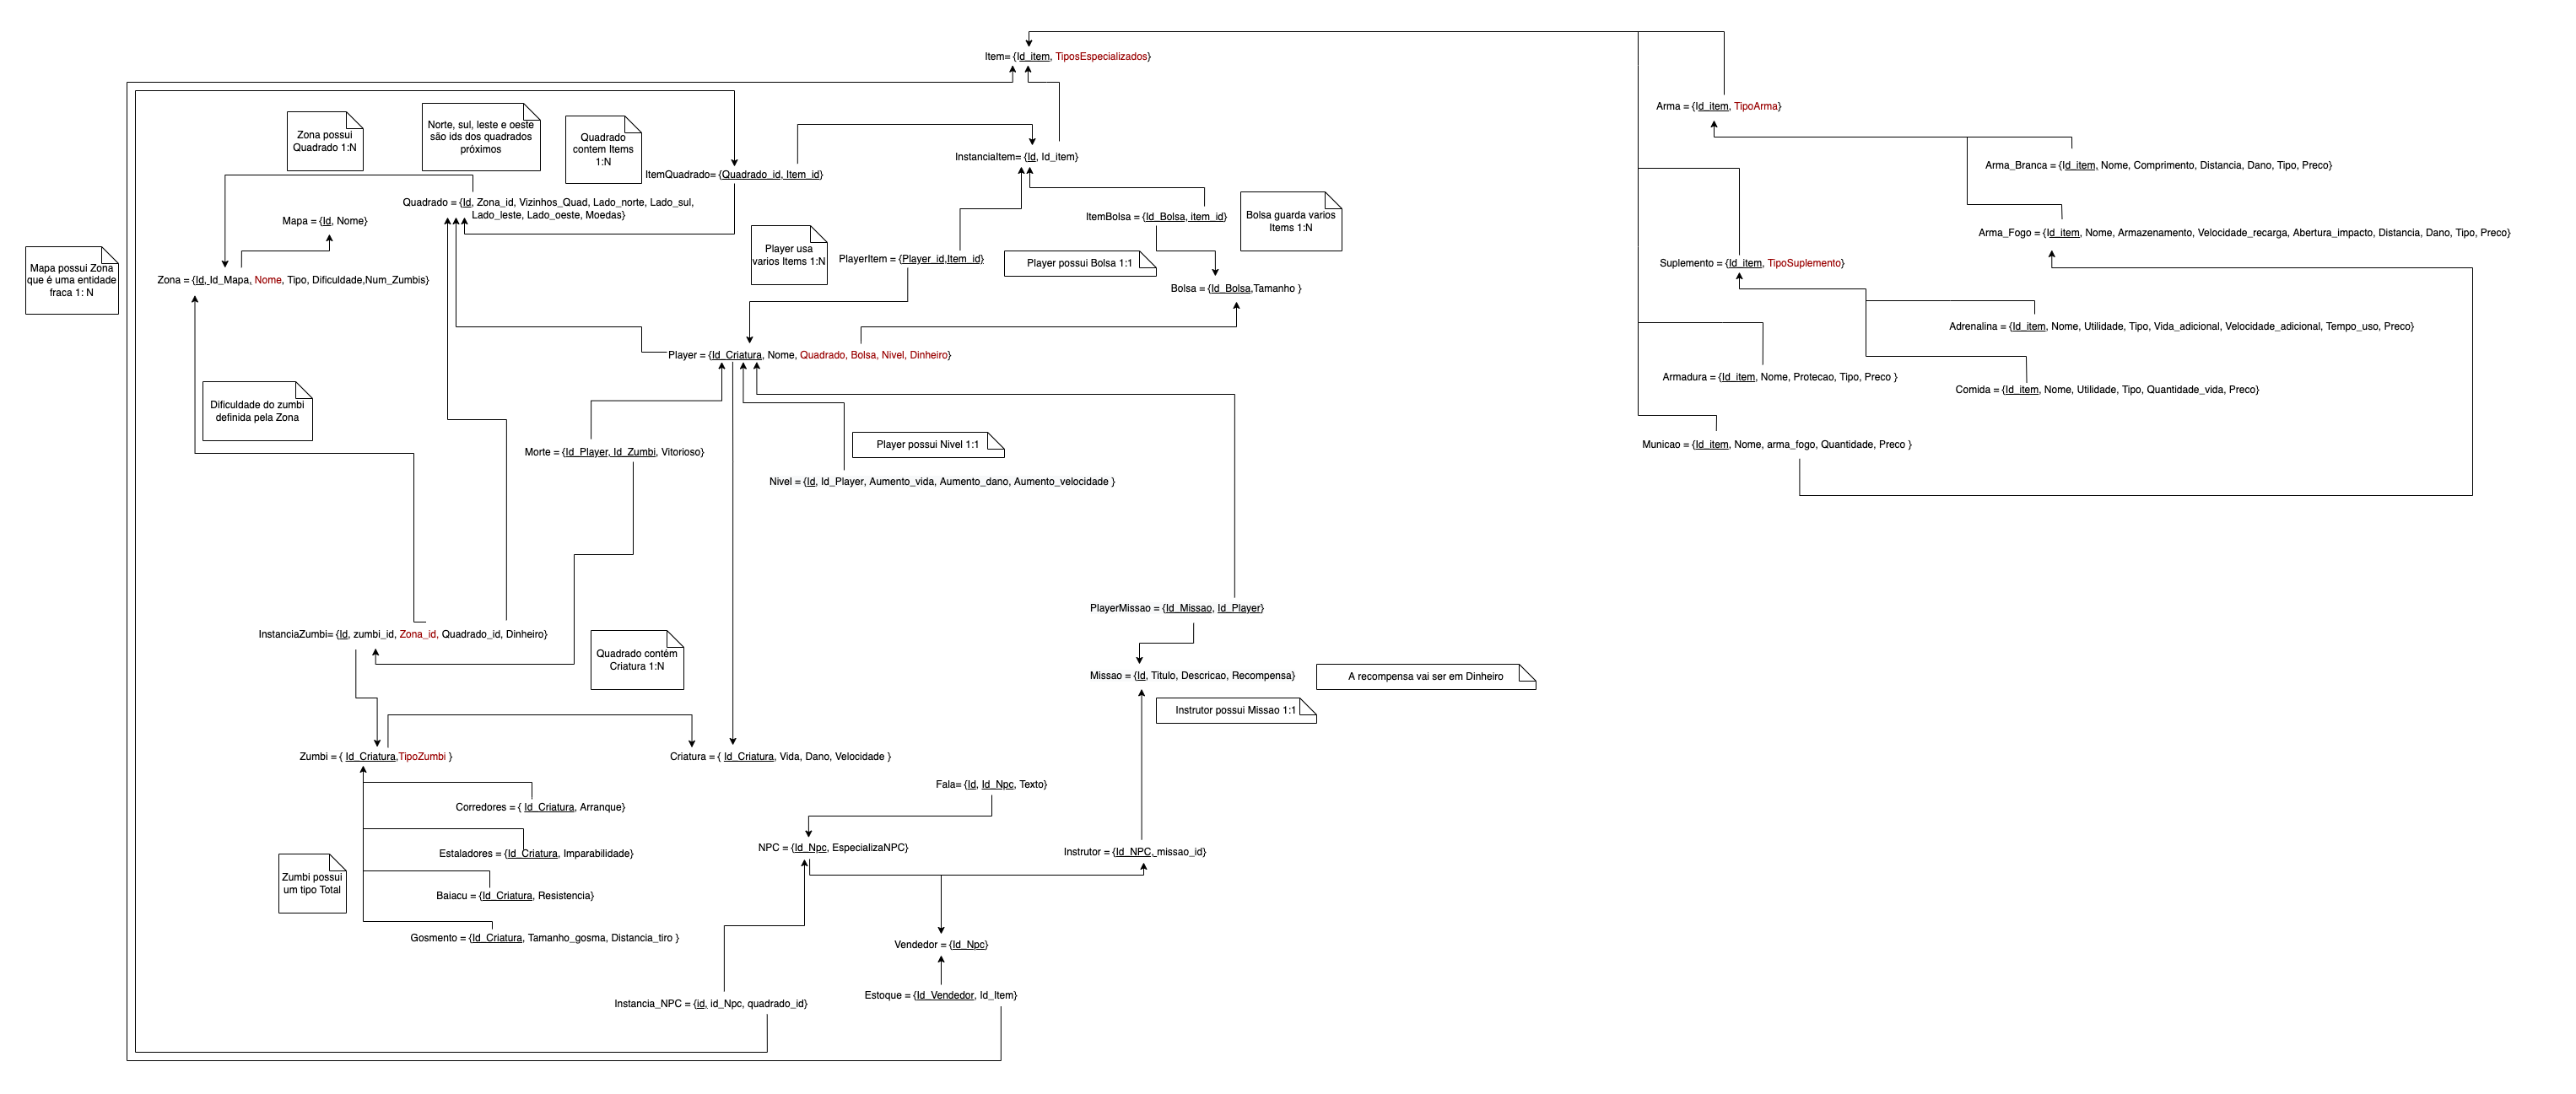 Item= {Id_item, TiposEspecializados}
Arma = {Id_item, TipoArma}
Zona possui
Quadrado 1:N
Norte, sul, leste e oeste
são ids dos quadrados
próximos
Quadrado
contem Items
1:N
InstanciaItem= {Id, Id_item}
Arma_Branca = {Id_item, Nome, Comprimento, Distancia, Dano, Tipo, Preco}
ItemQuadrado= {Quadrado_id, Item_id}
Quadrado = {Id, Zona_id, Vizinhos_Quad, Lado_norte, Lado_sul,
Lado_leste, Lado_oeste, Moedas}
Mapa = {Id, Nome}
ItemBolsa = {Id_Bolsa, item_id}
Bolsa guarda varios
Items 1:N
Arma_Fogo = {Id_item, Nome, Armazenamento, Velocidade_recarga, Abertura_impacto, Distancia, Dano, Tipo, Preco}
Mapa possui Zona
que é uma entidade
fraca 1: N
Player usa
varios Items 1:N
PlayerItem = {Player_id,Item_id}
Player possui Bolsa 1:1
Suplemento = {Id_item, TipoSuplemento}
Zona = {Id, Id_Mapa, Nome, Tipo, Dificuldade,Num_Zumbis}
Bolsa = {Id_Bolsa,Tamanho }
Adrenalina = {Id_item, Nome, Utilidade, Tipo, Vida_adicional, Velocidade_adicional, Tempo_uso, Preco}
Player = {Id_Criatura, Nome, Quadrado, Bolsa, Nivel, Dinheiro}
Armadura = {Id_item, Nome, Protecao, Tipo, Preco }
Comida = {Id_item, Nome, Utilidade, Tipo, Quantidade_vida, Preco}
Dificuldade do zumbi
definida pela Zona
Player possui Nivel 1:1
Municao = {Id_item, Nome, arma_fogo, Quantidade, Preco }
Morte = {Id_Player, Id_Zumbi, Vitorioso}
Nivel = {Id, Id_Player, Aumento_vida, Aumento_dano, Aumento_velocidade }
PlayerMissao = {Id_Missao, Id_Player}
InstanciaZumbi= {Id, zumbi_id, Zona_id, Quadrado_id, Dinheiro}
Quadrado contém
Criatura 1:N
Missao = {Id, Titulo, Descricao, Recompensa}
A recompensa vai ser em Dinheiro
Instrutor possui Missao 1:1
Zumbi = { Id_Criatura,TipoZumbi }
Criatura = { Id_Criatura, Vida, Dano, Velocidade }
Fala= {Id, Id_Npc, Texto}
Corredores = { Id_Criatura, Arranque}
NPC = {Id_Npc, EspecializaNPC}
Instrutor = {Id_NPC, missao_id}
Estaladores = {Id_Criatura, Imparabilidade}
Zumbi possui
um tipo Total
Baiacu = {Id_Criatura, Resistencia}
Gosmento = {Id_Criatura, Tamanho_gosma, Distancia_tiro }
Vendedor = {Id_Npc}
Estoque = {Id_Vendedor, Id_Item}
Instancia_NPC = {id, id_Npc, quadrado_id}